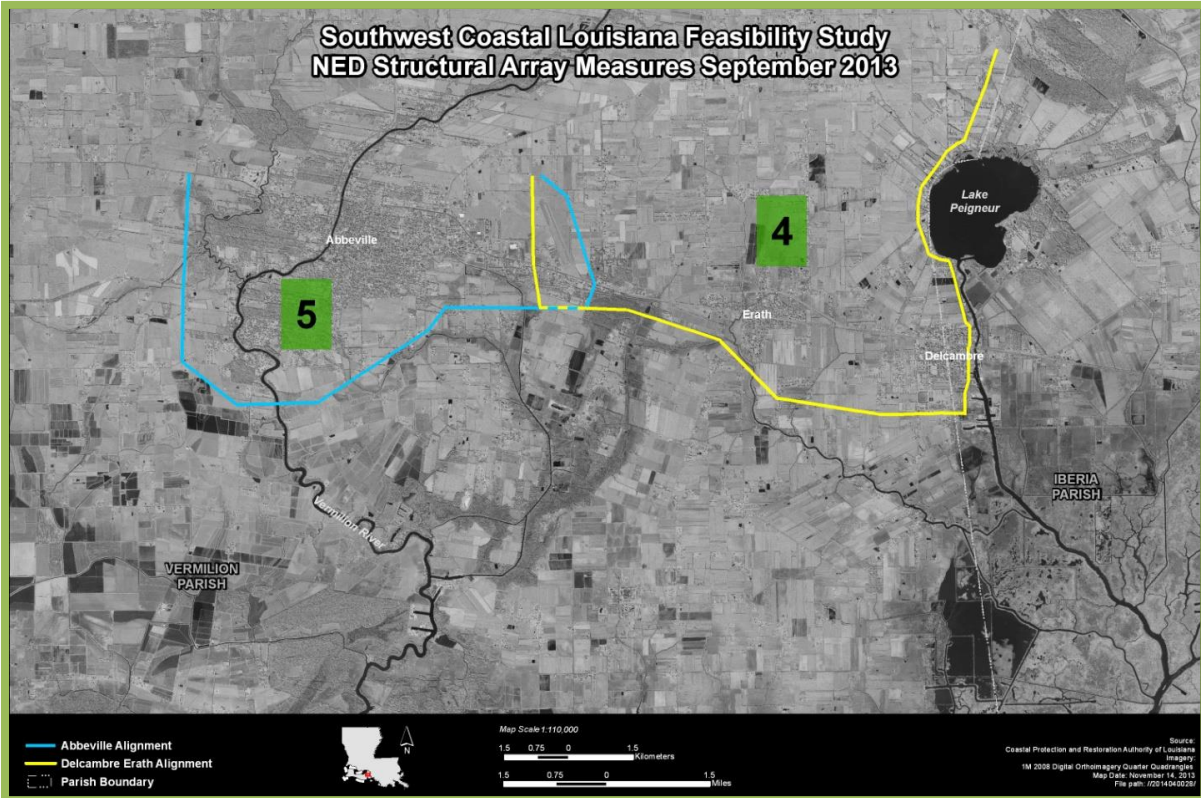 Southwest Coastal Louisiana Feasibility Study
NED Structural Array Measures September 2013
Lake
Peigneur
4
Abbeville
5
Erath
Delcambre
IBERIA
PARISH
Vermilion River
VERMILION
PARISH
Abbeville Alignment
Delcambre Erath Alignment
Parish Boundary
N
Map Scale 1:110,000
1.5 0.75 0 1.5
Kilometers
1.5 0.75 0 1.5
Miles
Source:
Coastal Protection and Restoration Authority of Louisiana
Imagery:
1M 2008 Digital Orthoimagery Quarter Quadrangles
Map Date: November 14, 2013
File path: //2014040028/